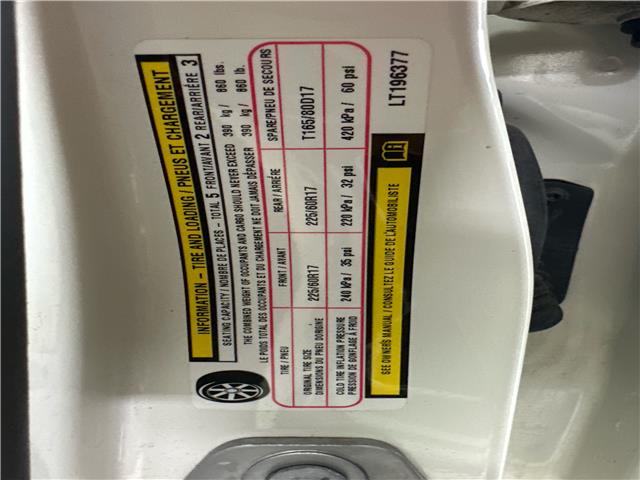 INFORMATION – TIRE AND LOADING / PNEUS ET CHARGEMENT
SEATING CAPACITY / NOMBRE DE PLACES – TOTAL 5 FRONT/AVANT 2 REAR/ARRIÈRE 3
THE COMBINED WEIGHT OF OCCUPANTS AND CARGO SHOULD NEVER EXCEED 390 kg / 860 lbs.
LE POIDS TOTAL DES OCCUPANTS ET DU CHARGEMENT NE DOIT JAMAIS DÉPASSER 390 kg / 860 lb.
TIRE / PNEU FRONT / AVANT REAR / ARRIÈRE SPARE/PNEU DE SECOURS
ORIGINAL TIRE SIZE
DIMENSIONS DU PNEU D'ORIGINE
225/60R17 225/60R17 T165/80D17
COLD TIRE INFLATION PRESSURE
PRESSION DE GONFLAGE À FROID
240 kPa / 35 psi 220 kPa / 32 psi 420 kPa / 60 psi
SEE OWNERS MANUAL / CONSULTEZ LE GUIDE DE L'AUTOMOBILISTE
LT196377